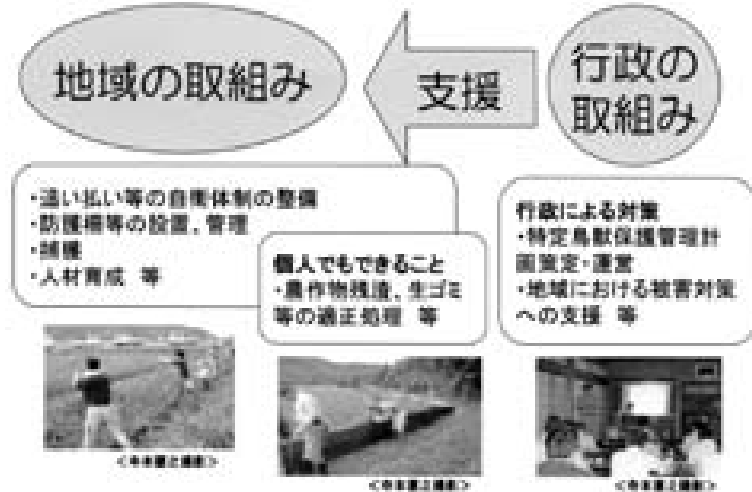 地域の取組み
支援
行政の
取組み
・追い払い等の自衛体制の整備
・防護柵等の設置、管理
・捕獲
・人材育成 等
個人でもできること
・農作物残渣、生ゴミ
等の適正処理 等
行政による対策
・特定鳥獣保護管理計
画策定・運営
・地域における被害対策
への支援 等